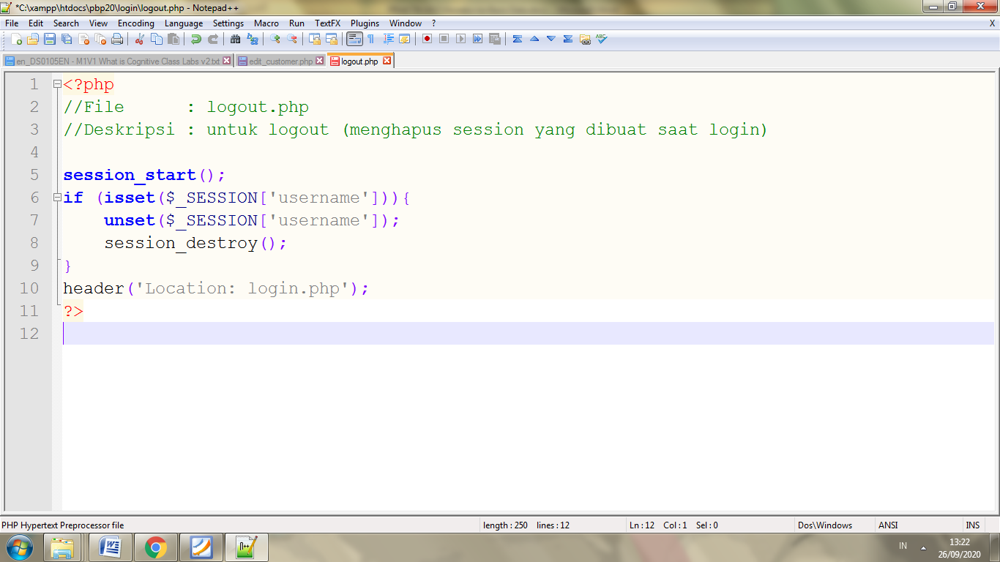 *C:\xampp\htdocs\pbp20\login\logout.php - Notepad++
File Edit Search View Encoding Language Settings Macro Run TextFX Plugins Window ? X
en_DS0105EN - M1V1 What is Cognitive Class Labs v2.txt edit_customer.php logout.php
1 <?php
2 //File      : logout.php
3 //Deskripsi : untuk logout (menghapus session yang dibuat saat login)
4
5 session_start();
6 if (isset($_SESSION['username'])){
7     unset($_SESSION['username']);
8     session_destroy();
9 }
10 header('Location: login.php');
11 ?>
12
PHP Hypertext Preprocessor file length : 250 lines : 12 Ln : 12 Col : 1 Sel : 0 Dos\Windows ANSI INS
IN 13:22
26/09/2020